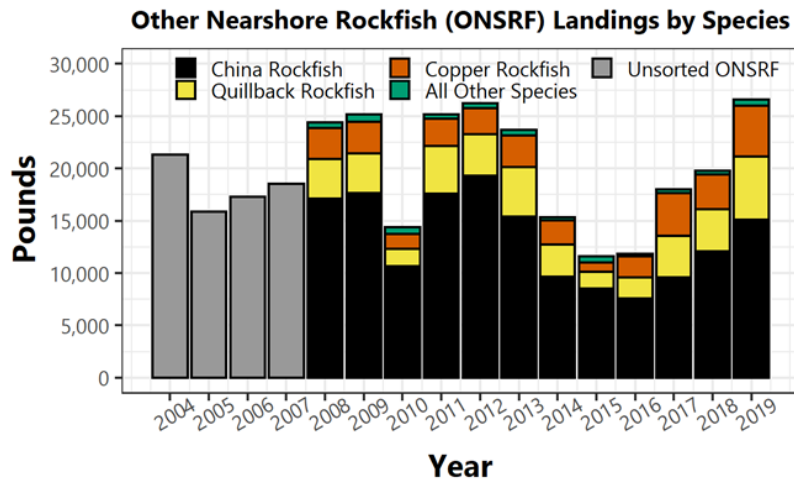 Other Nearshore Rockfish (ONSRF) Landings by Species
30,000
China Rockfish
Copper Rockfish
Unsorted ONSRF
Quillback Rockfish
All Other Species
25,000
20,000
15,000
10,000
5,000
0
Pounds
2004
2005
2006
2007
2008
2009
2010
2011
2012
2013
2014
2015
2016
2017
2018
2019
Year